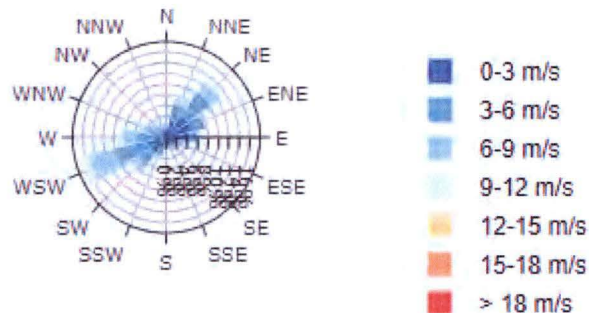 N
NNW
NNE
NW
NE
WNW
ENE
W
E
WSW
ESE
SW
SE
SSW
SSE
S
0-3 m/s
3-6 m/s
6-9 m/s
9-12 m/s
12-15 m/s
15-18 m/s
> 18 m/s